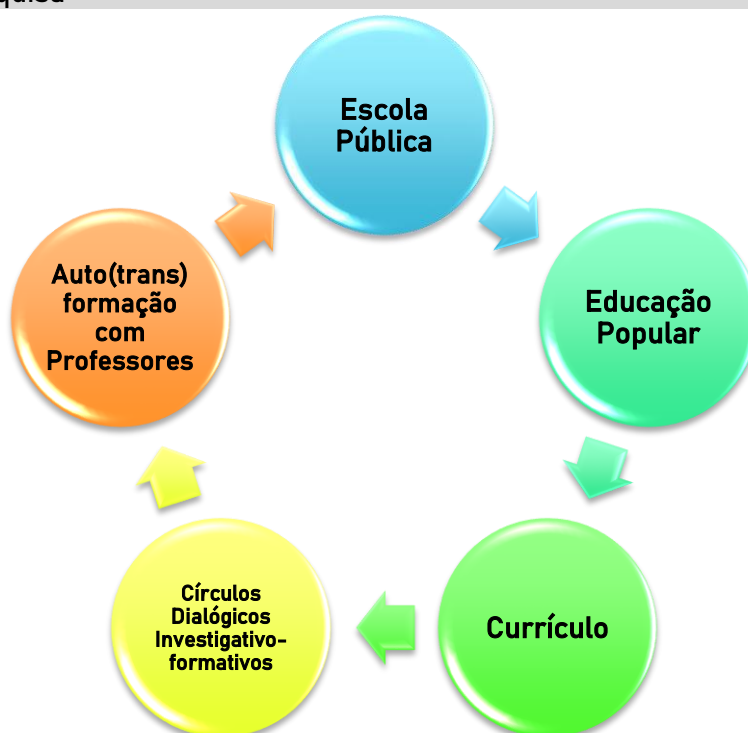 Escola
Pública
Educação
Popular
Currículo
Círculos
Dialógicos
Investigativo-
formativos
Auto(trans)
formação
com
Professores